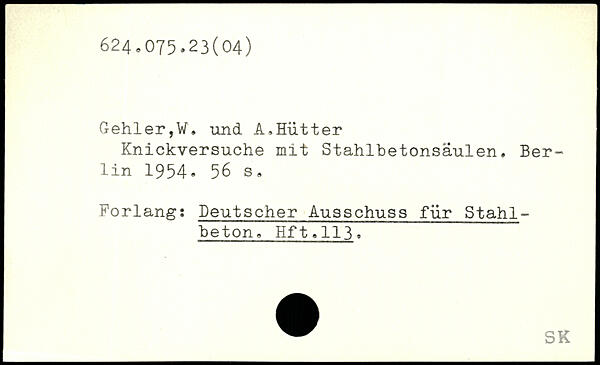 624.075.23(04)
Gehler,W. und A.Hütter
Knickversuche mit Stahlbetonsäulen. Ber-
lin 1954. 56 s.
Forlang: Deutscher Ausschuss für Stahl-
beton. Hft.113.
SK